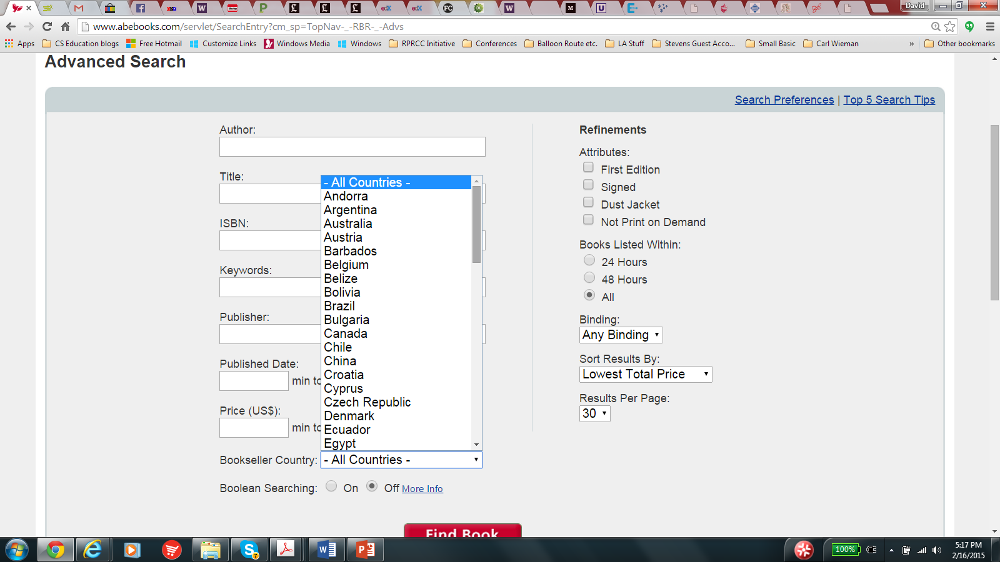 David
www.abebooks.com/servlet/SearchEntry?cm_sp=TopNav-_-RBR-_-Advs
Apps CS Education blogs Free Hotmail Customize Links Windows Media Windows RPRCC Initiative Conferences Balloon Route etc. LA Stuff Stevens Guest Acco... Small Basic Carl Wieman » Other bookmarks
Advanced Search
Search Preferences | Top 5 Search Tips
Author:
Title:
ISBN:
Keywords:
Publisher:
Published Date:
min to
Price (US$):
min to
- All Countries -
Andorra
Argentina
Australia
Austria
Barbados
Belgium
Belize
Bolivia
Brazil
Bulgaria
Canada
Chile
China
Croatia
Cyprus
Czech Republic
Denmark
Ecuador
Egypt
Bookseller Country: - All Countries -
Boolean Searching: On Off More Info
Refinements
Attributes:
First Edition
Signed
Dust Jacket
Not Print on Demand
Books Listed Within:
24 Hours
48 Hours
All
Binding:
Any Binding
Sort Results By:
Lowest Total Price
Results Per Page:
30
Find Book
100%
5:17 PM
2/16/2015